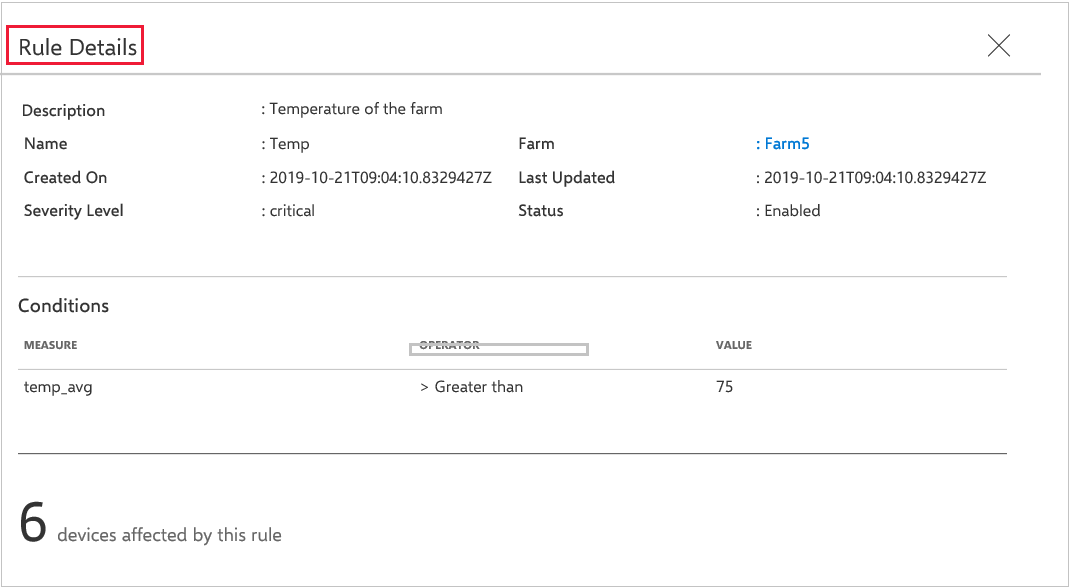 Rule Details
Description : Temperature of the farm
Name : Temp Farm : Farm5
Created On : 2019-10-21T09:04:10.8329427Z Last Updated : 2019-10-21T09:04:10.8329427Z
Severity Level : critical Status : Enabled
Conditions
MEASURE OPERATOR VALUE
temp_avg > Greater than 75
6 devices affected by this rule